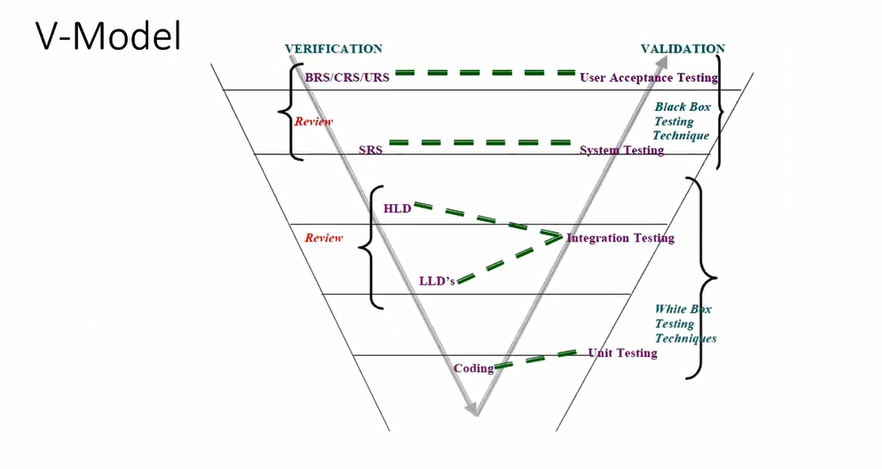 V-Model
VERIFICATION
VALIDATION
BRS/CRS/URS
User Acceptance Testing
Black Box
Testing
Technique
Review
SRS
System Testing
HLD
Review
Integration Testing
LLD's
White Box
Testing
Techniques
Unit Testing
Coding